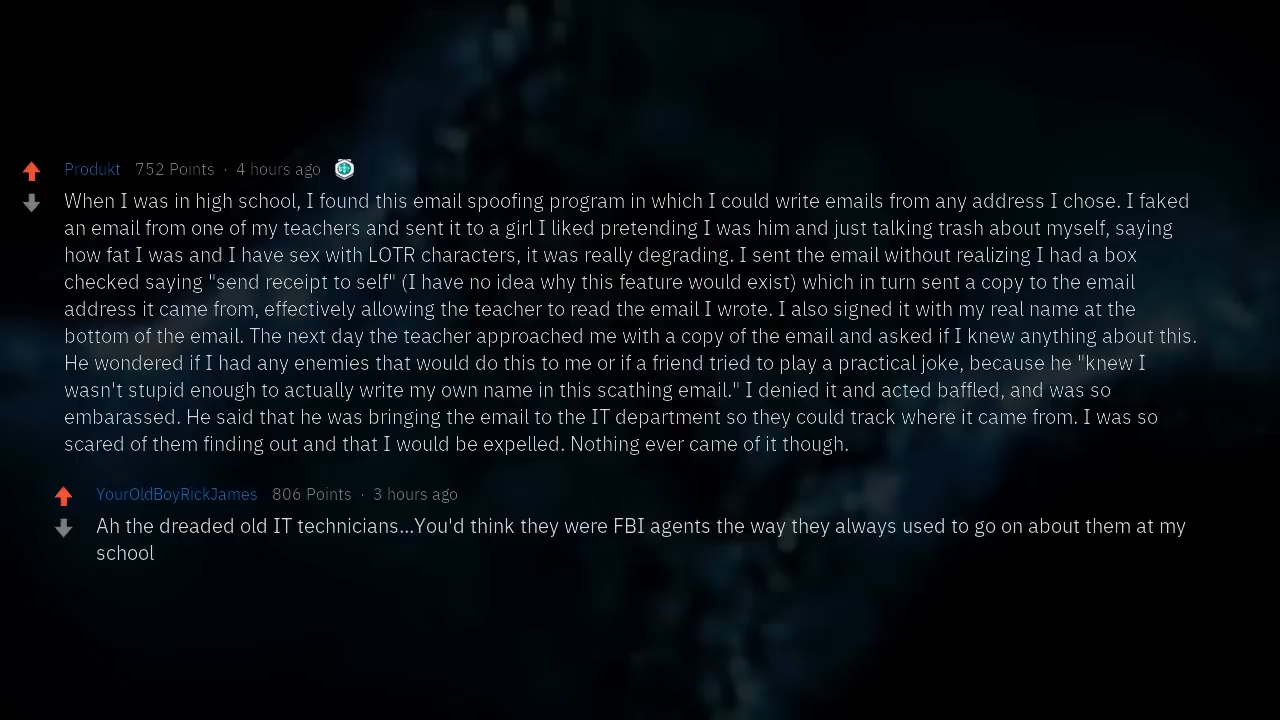 Produkt 752 Points · 4 hours ago
When I was in high school, I found this email spoofing program in which I could write emails from any address I chose. I faked
an email from one of my teachers and sent it to a girl I liked pretending I was him and just talking trash about myself, saying
how fat I was and I have sex with LOTR characters, it was really degrading. I sent the email without realizing I had a box
checked saying "send receipt to self" (I have no idea why this feature would exist) which in turn sent a copy to the email
address it came from, effectively allowing the teacher to read the email I wrote. I also signed it with my real name at the
bottom of the email. The next day the teacher approached me with a copy of the email and asked if I knew anything about this.
He wondered if I had any enemies that would do this to me or if a friend tried to play a practical joke, because he "knew I
wasn't stupid enough to actually write my own name in this scathing email." I denied it and acted baffled, and was so
embarassed. He said that he was bringing the email to the IT department so they could track where it came from. I was so
scared of them finding out and that I would be expelled. Nothing ever came of it though.
YourOldBoyRickJames 806 Points · 3 hours ago
Ah the dreaded old IT technicians...You'd think they were FBI agents the way they always used to go on about them at my
school